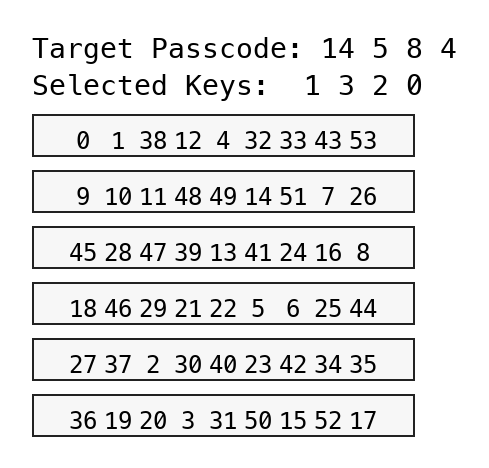 Target Passcode: 14 5 8 4
Selected Keys: 1 3 2 0
0 1 38 12 4 32 33 43 53
9 10 11 48 49 14 51 7 26
45 28 47 39 13 41 24 16 8
18 46 29 21 22 5 6 25 44
27 37 2 30 40 23 42 34 35
36 19 20 3 31 50 15 52 17